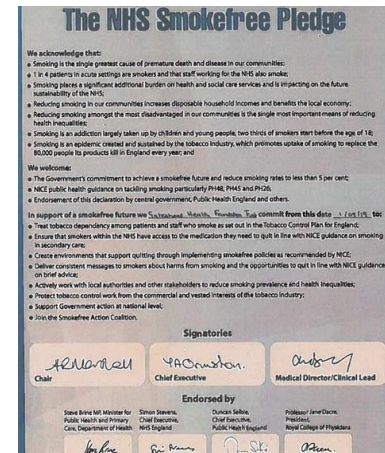 The NHS Smokefree Pledge
We acknowledge that:
• Smoking is the single greatest cause of premature death and disease in our communities;
• 1 in 4 patients in acute settings are smokers and that staff working for the NHS also smoke;
• Smoking places a significant additional burden on health and social care services and is impacting on the future
sustainability of the NHS;
• Reducing smoking in our communities increases disposable household incomes and benefits the local economy;
• Reducing smoking amongst the most disadvantaged in our communities is the single most important means of reducing
health inequalities;
• Smoking is an addiction largely taken up by children and young people, two thirds of smokers start before the age of 18;
• Smoking is an epidemic created and sustained by the tobacco industry, which promotes uptake of smoking to replace the
80,000 people its products kill in England every year; and
We welcome:
• The Government's commitment to achieve a smokefree future and reduce smoking rates to less than 5 per cent;
• NICE public health guidance on tackling smoking particularly PH48, PH45 and PH26;
• Endorsement of this declaration by central government, Public Health England and others.
In support of a smokefree future we Gateshead Health Foundation Trust commit from this date to:
• Treat tobacco dependency among patients and staff who smoke as set out in the Tobacco Control Plan for England;
• Ensure that smokers within the NHS have access to the medication they need to quit in line with NICE guidance on smoking
in secondary care;
• Create environments that support quitting through implementing smokefree policies as recommended by NICE;
• Deliver consistent messages to smokers about harms from smoking and the opportunities to quit in line with NICE guidance
on brief advice;
• Actively work with local authorities and other stakeholders to reduce smoking prevalence and health inequalities;
• Protect tobacco control work from the commercial and vested interests of the tobacco industry;
• Support Government action at national level;
• Join the Smokefree Action Coalition.
Signatories
Chair
Chief Executive
Medical Director/Clinical Lead
Endorsed by
Steve Brine MP, Minister for
Public Health and Primary
Care, Department of Health
Simon Stevens,
Chief Executive,
NHS England
Duncan Selbie,
Chief Executive,
Public Health England
Professor Jane Dacre,
President,
Royal College of Physicians